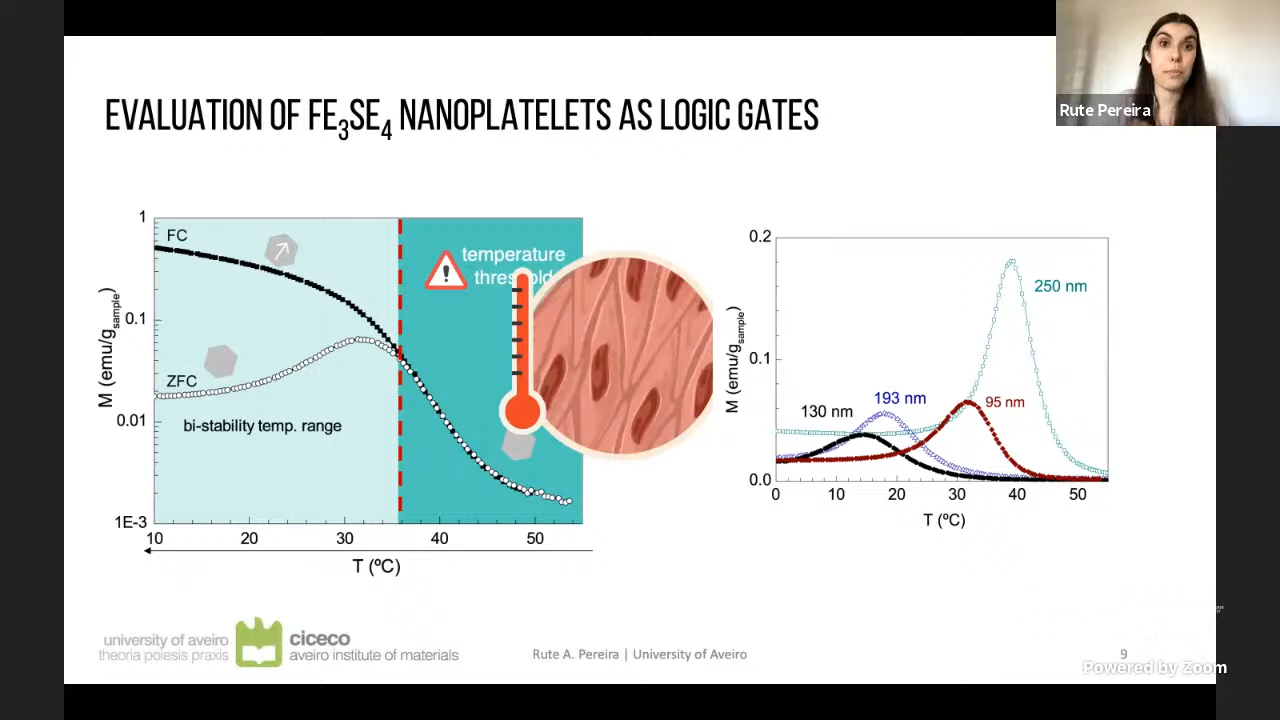 Rute Pereira
EVALUATION OF FE3SE4 NANOPLATELETS AS LOGIC GATES
1
0.1
0.01
1E-3
M (emu/gsample)
FC
ZFC
bi-stability temp. range
temperature
threshold
10 20 30 40 50
T (ºC)
0.2
0.1
0.0
M (emu/gsample)
250 nm
193 nm
130 nm
95 nm
0 10 20 30 40 50
T (ºC)
university of aveiro
theoria poiesis praxis
ciceco
aveiro institute of materials
Rute A. Pereira | University of Aveiro
9
Powered by Zoom